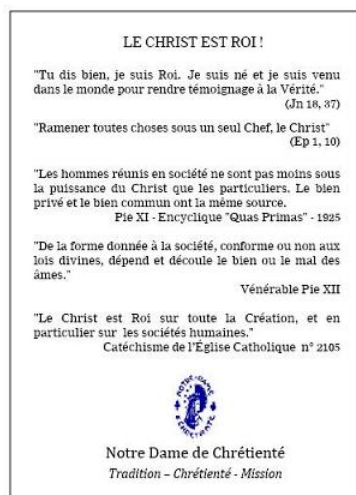 LE CHRIST EST ROI !
"Tu dis bien, je suis Roi. Je suis né et je suis venu
dans le monde pour rendre témoignage à la Vérité."
(Jn 18, 37)
"Ramener toutes choses sous un seul Chef, le Christ"
(Ep 1, 10)
"Les hommes réunis en société ne sont pas moins sous
la puissance du Christ que les particuliers. Le bien
privé et le bien commun ont la même source.
Pie XI - Encyclique "Quas Primas" - 1925
"De la forme donnée à la société, conforme ou non aux
lois divines, dépend et découle le bien ou le mal des
âmes."
Vénérable Pie XII
"Le Christ est Roi sur toute la Création, et en
particulier sur les sociétés humaines."
Catéchisme de l'Église Catholique n° 2105
NOTRE-DAME
CHRÉTIENTÉ
Notre Dame de Chrétienté
Tradition – Chrétienté - Mission